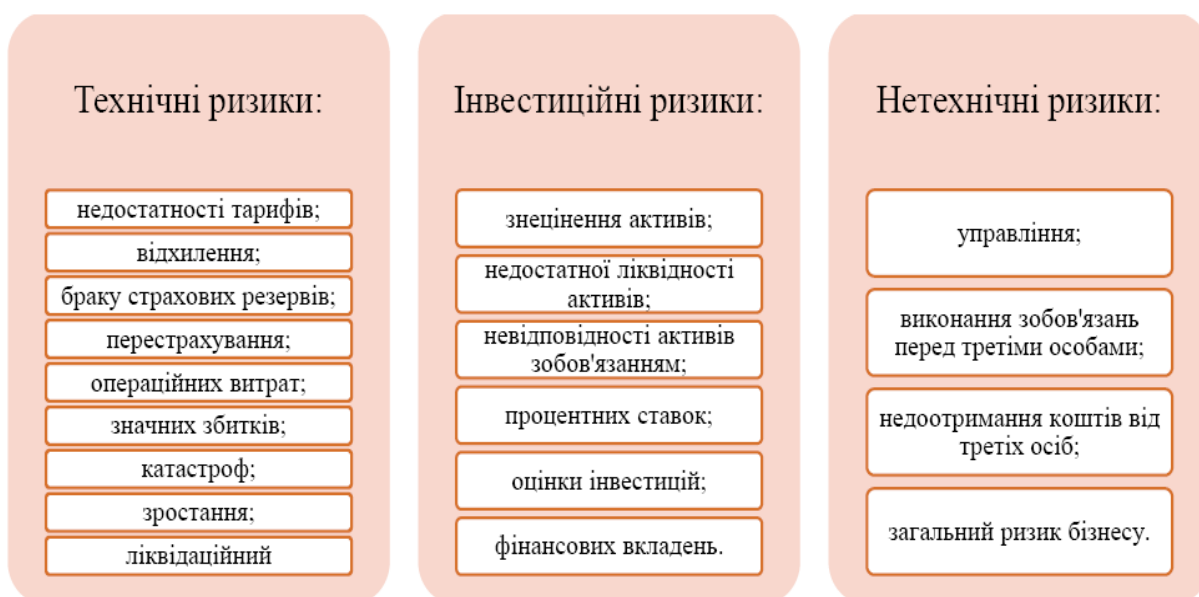 Технічні ризики:
недостатності тарифів;
відхилення;
браку страхових резервів;
перестрахування;
операційних витрат;
значних збитків;
катастроф;
зростання;
ліквідаційний
Інвестиційні ризики:
знецінення активів;
недостатної ліквідності
активів;
невідповідності активів
зобов'язанням;
процентних ставок;
оцінки інвестицій;
фінансових вкладень.
Нетехнічні ризики:
управління;
виконання зобов'язань
перед третіми особами;
недоотримання коштів від
третіх осіб;
загальний ризик бізнесу.